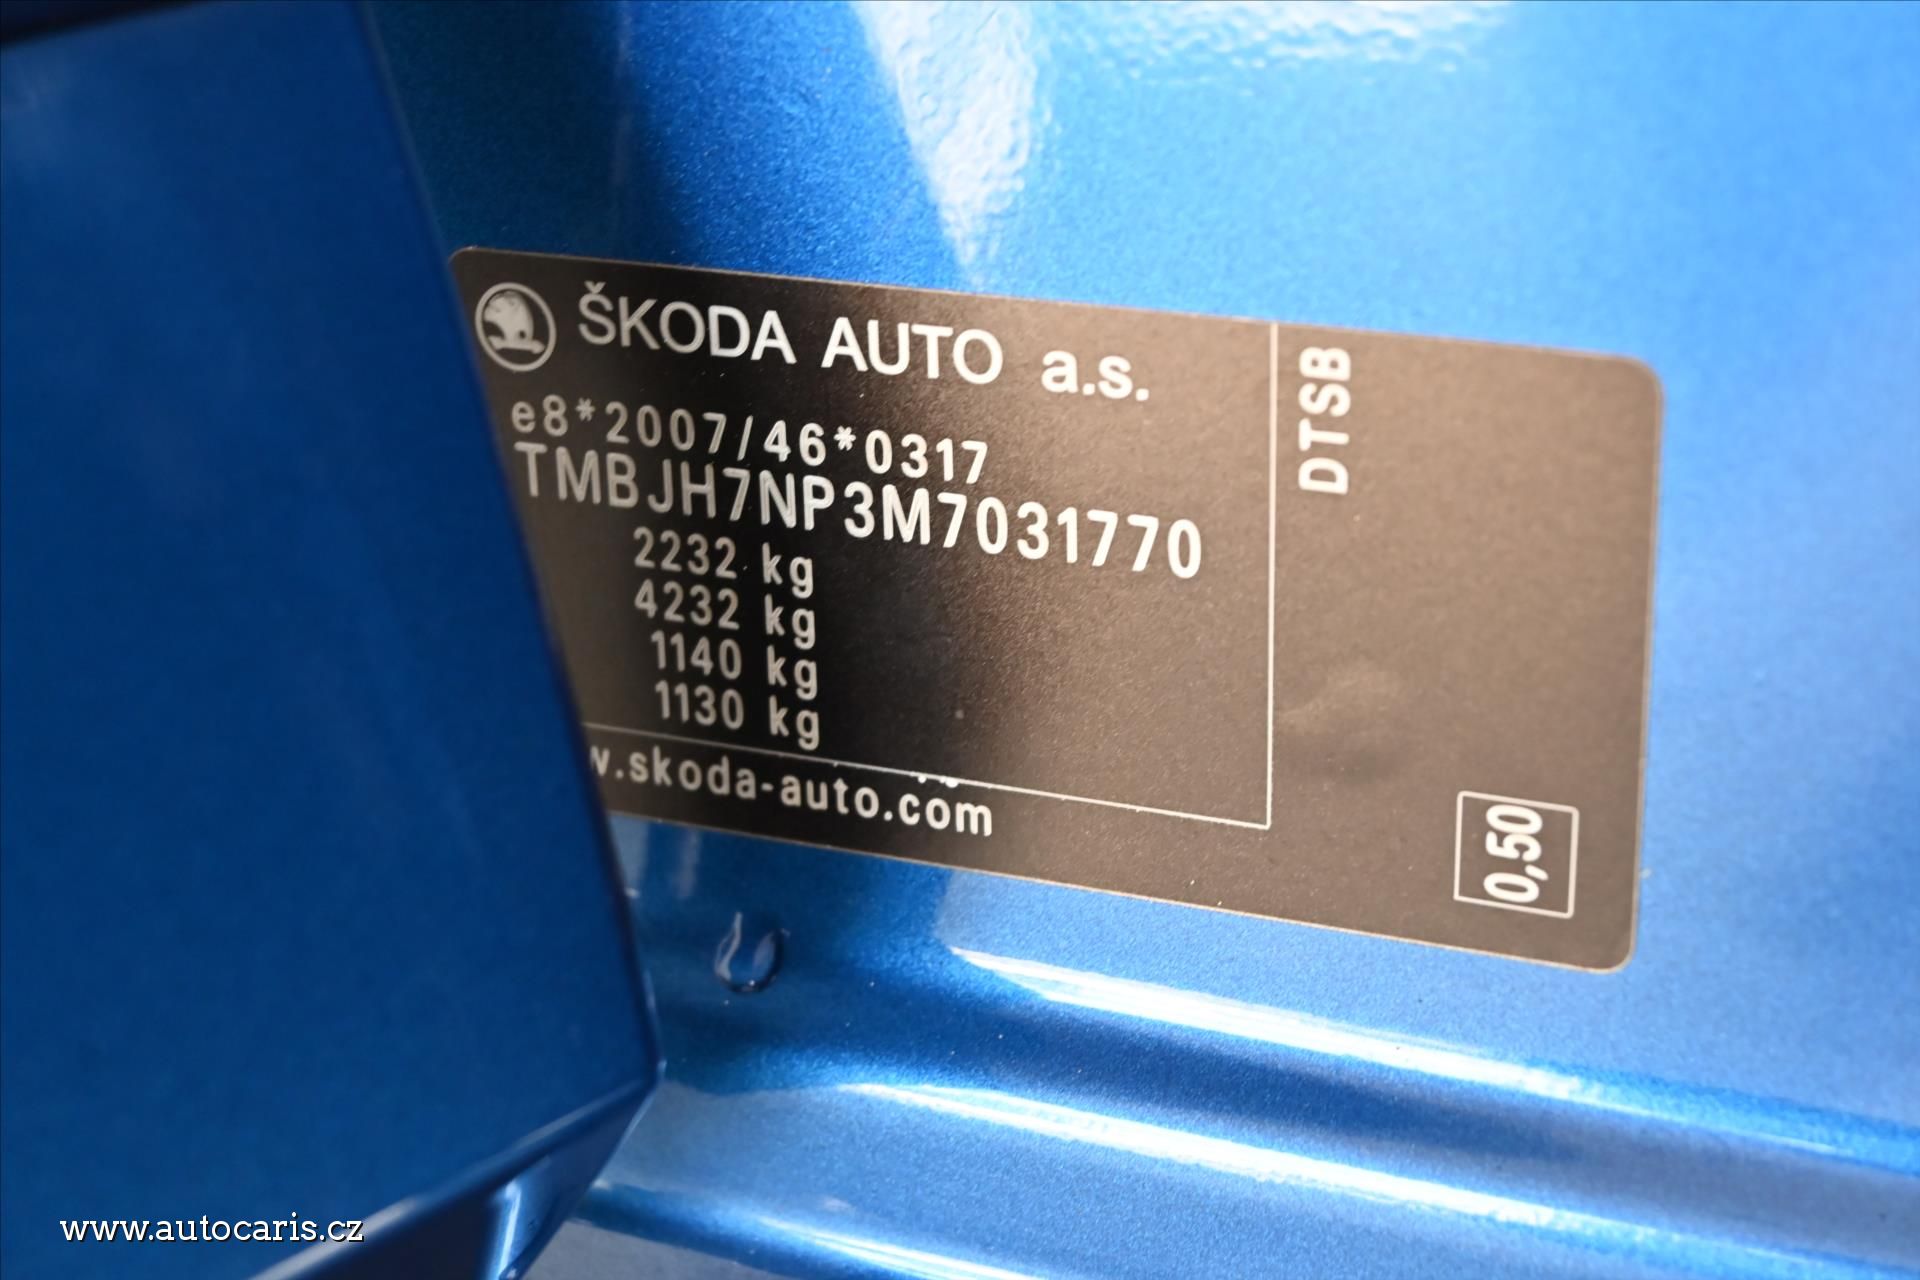 ŠKODA AUTO a.s.
e8*2007/46*0317
TMBJH7NP3M7031770
2232 kg
4232 kg
1140 kg
1130 kg
w.skoda-auto.com
DTSB
0,50
www.autocaris.cz